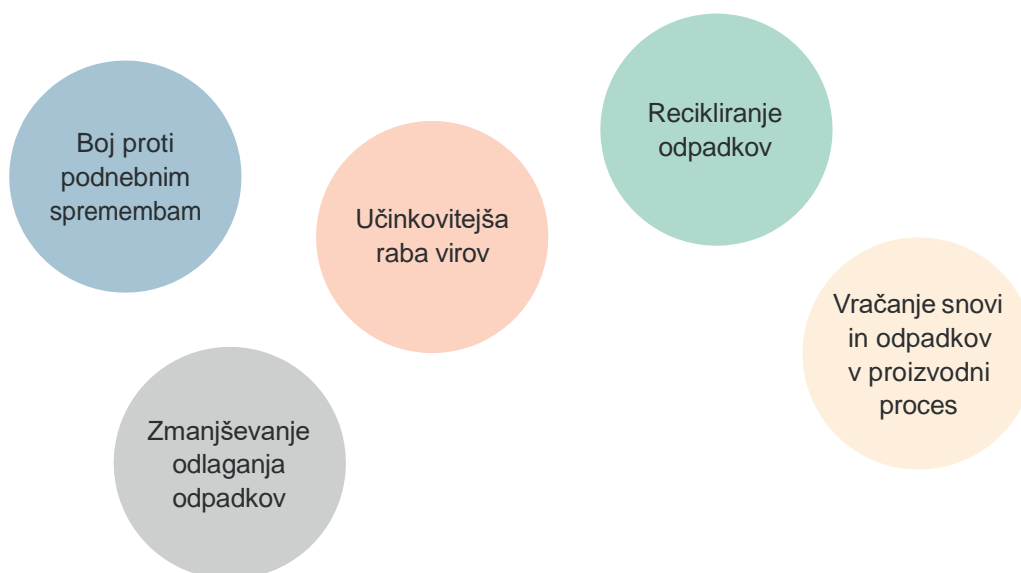 Boj proti
podnebnim
spremembam
Učinkovitejša
raba virov
Recikliranje
odpadkov
Vračanje snovi
in odpadkov
v proizvodni
proces
Zmanjševanje
odlaganja
odpadkov